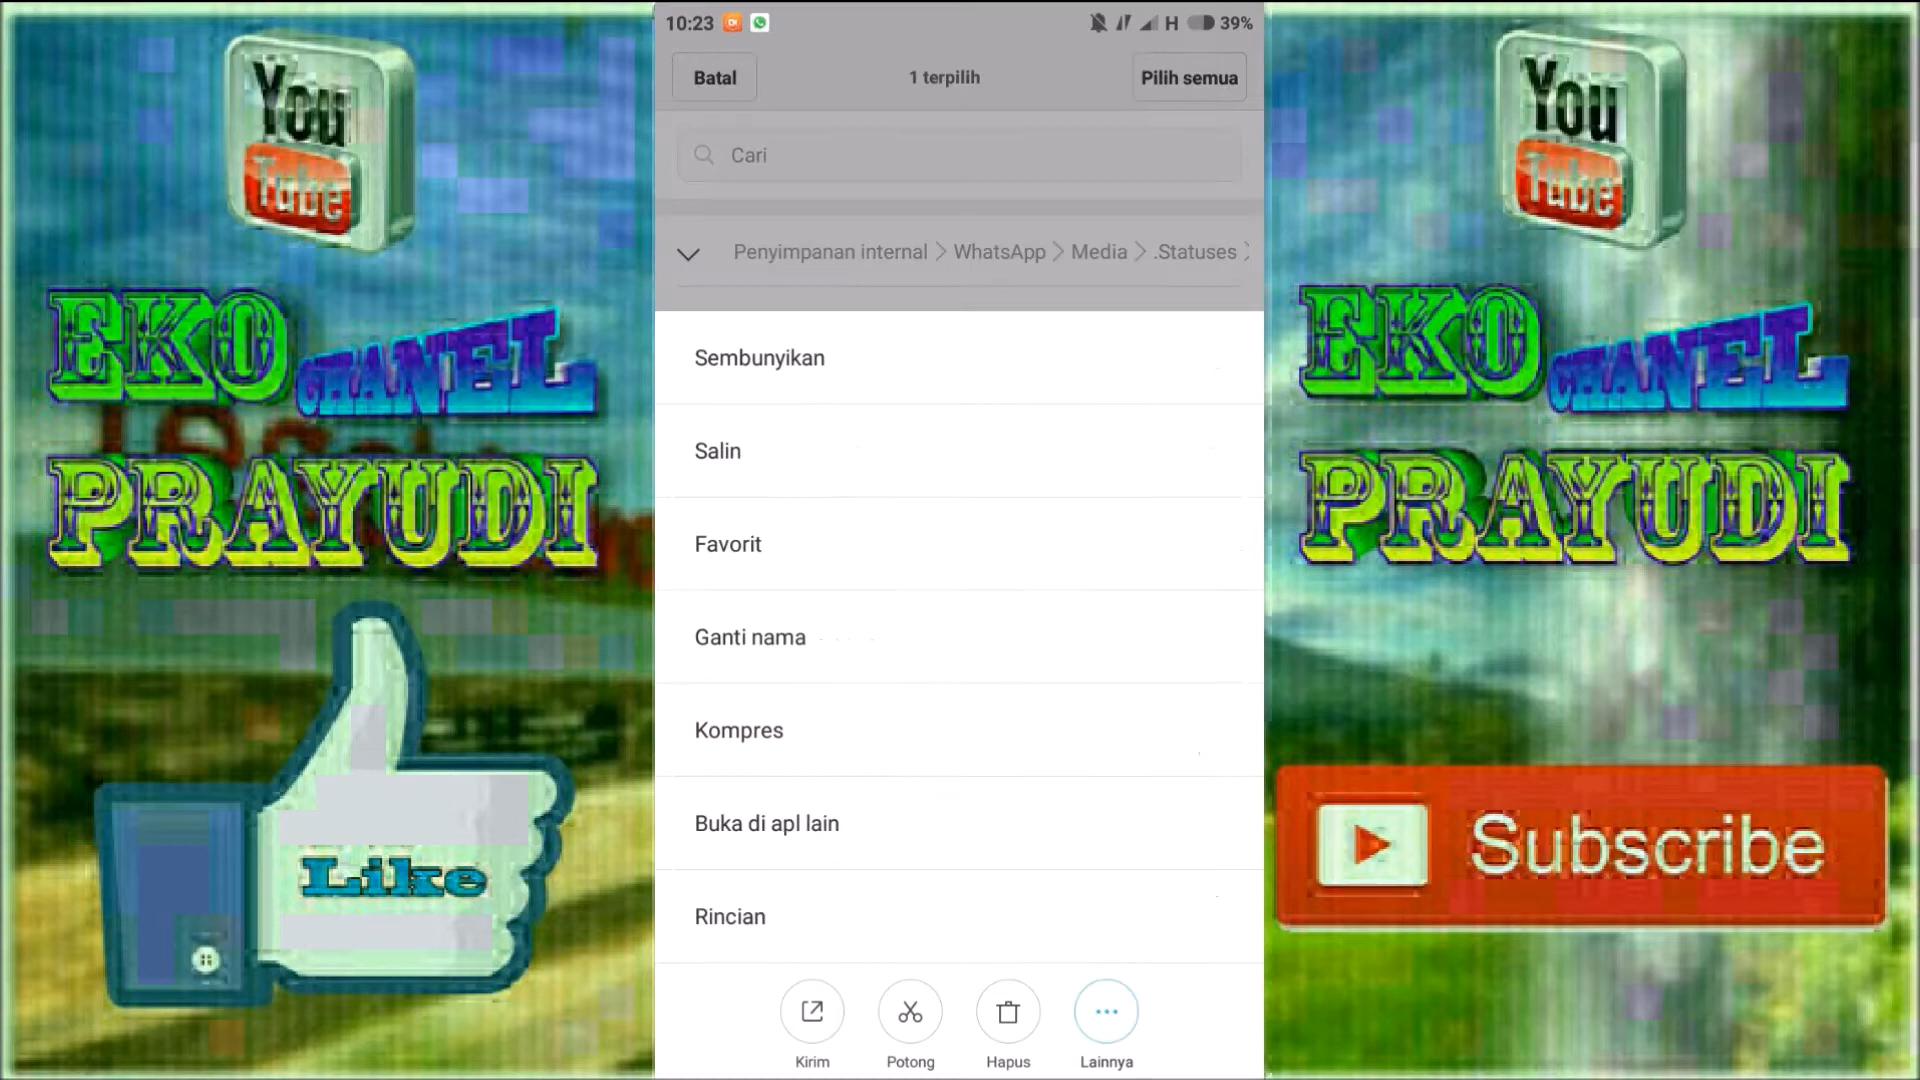 You
Tube
EKO CHANEL
PRAYUDI
Like
10:23
H
39%
Batal
1 terpilih
Pilih semua
Cari
Penyimpanan internal > WhatsApp > Media > .Statuses >
Sembunyikan
Salin
Favorit
Ganti nama
Kompres
Buka di apl lain
Rincian
Kirim
Potong
Hapus
Lainnya
You
Tube
EKO CHANEL
PRAYUDI
Subscribe